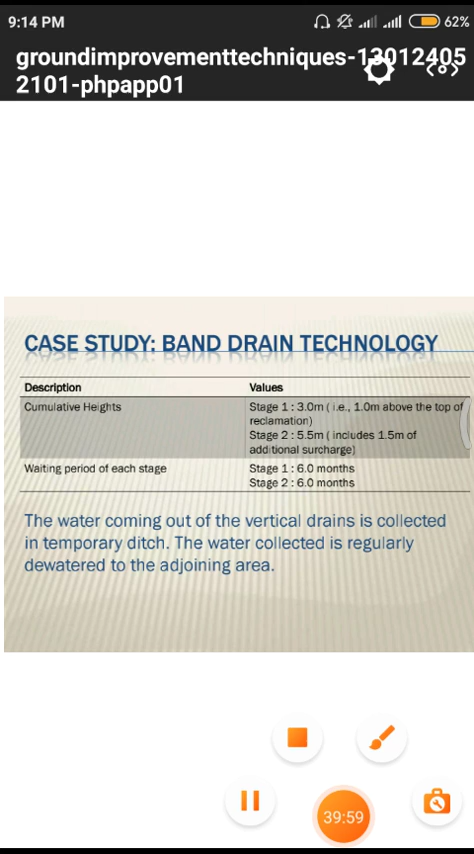 9:14 PM
62%
groundimprovementtechniques-13012405
2101-phpapp01
CASE STUDY: BAND DRAIN TECHNOLOGY
Description Values
Cumulative Heights Stage 1 : 3.0m ( i.e., 1.0m above the top of
reclamation)
Stage 2 : 5.5m ( includes 1.5m of
additional surcharge)
Waiting period of each stage Stage 1 : 6.0 months
Stage 2 : 6.0 months
The water coming out of the vertical drains is collected
in temporary ditch. The water collected is regularly
dewatered to the adjoining area.
39:59